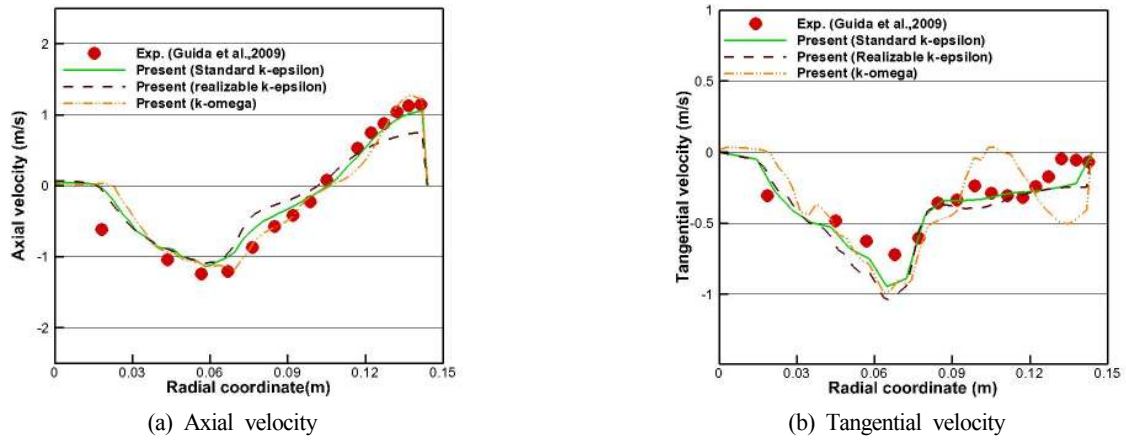 2
1
0
-1
-2
Axial velocity (m/s)
Exp. (Guida et al.,2009)
Present (Standard k-epsilon)
Present (realizable k-epsilon)
Present (k-omega)
0 0.03 0.06 0.09 0.12 0.15
Radial coordinate(m)
(a) Axial velocity
1
0.5
0
-0.5
-1
Tangential velocity (m/s)
Exp. (Guida et al.,2009)
Present (Standard k-epsilon)
Present (Realizable k-epsilon)
Present (k-omega)
0 0.03 0.06 0.09 0.12 0.15
Radial coordinate (m)
(b) Tangential velocity